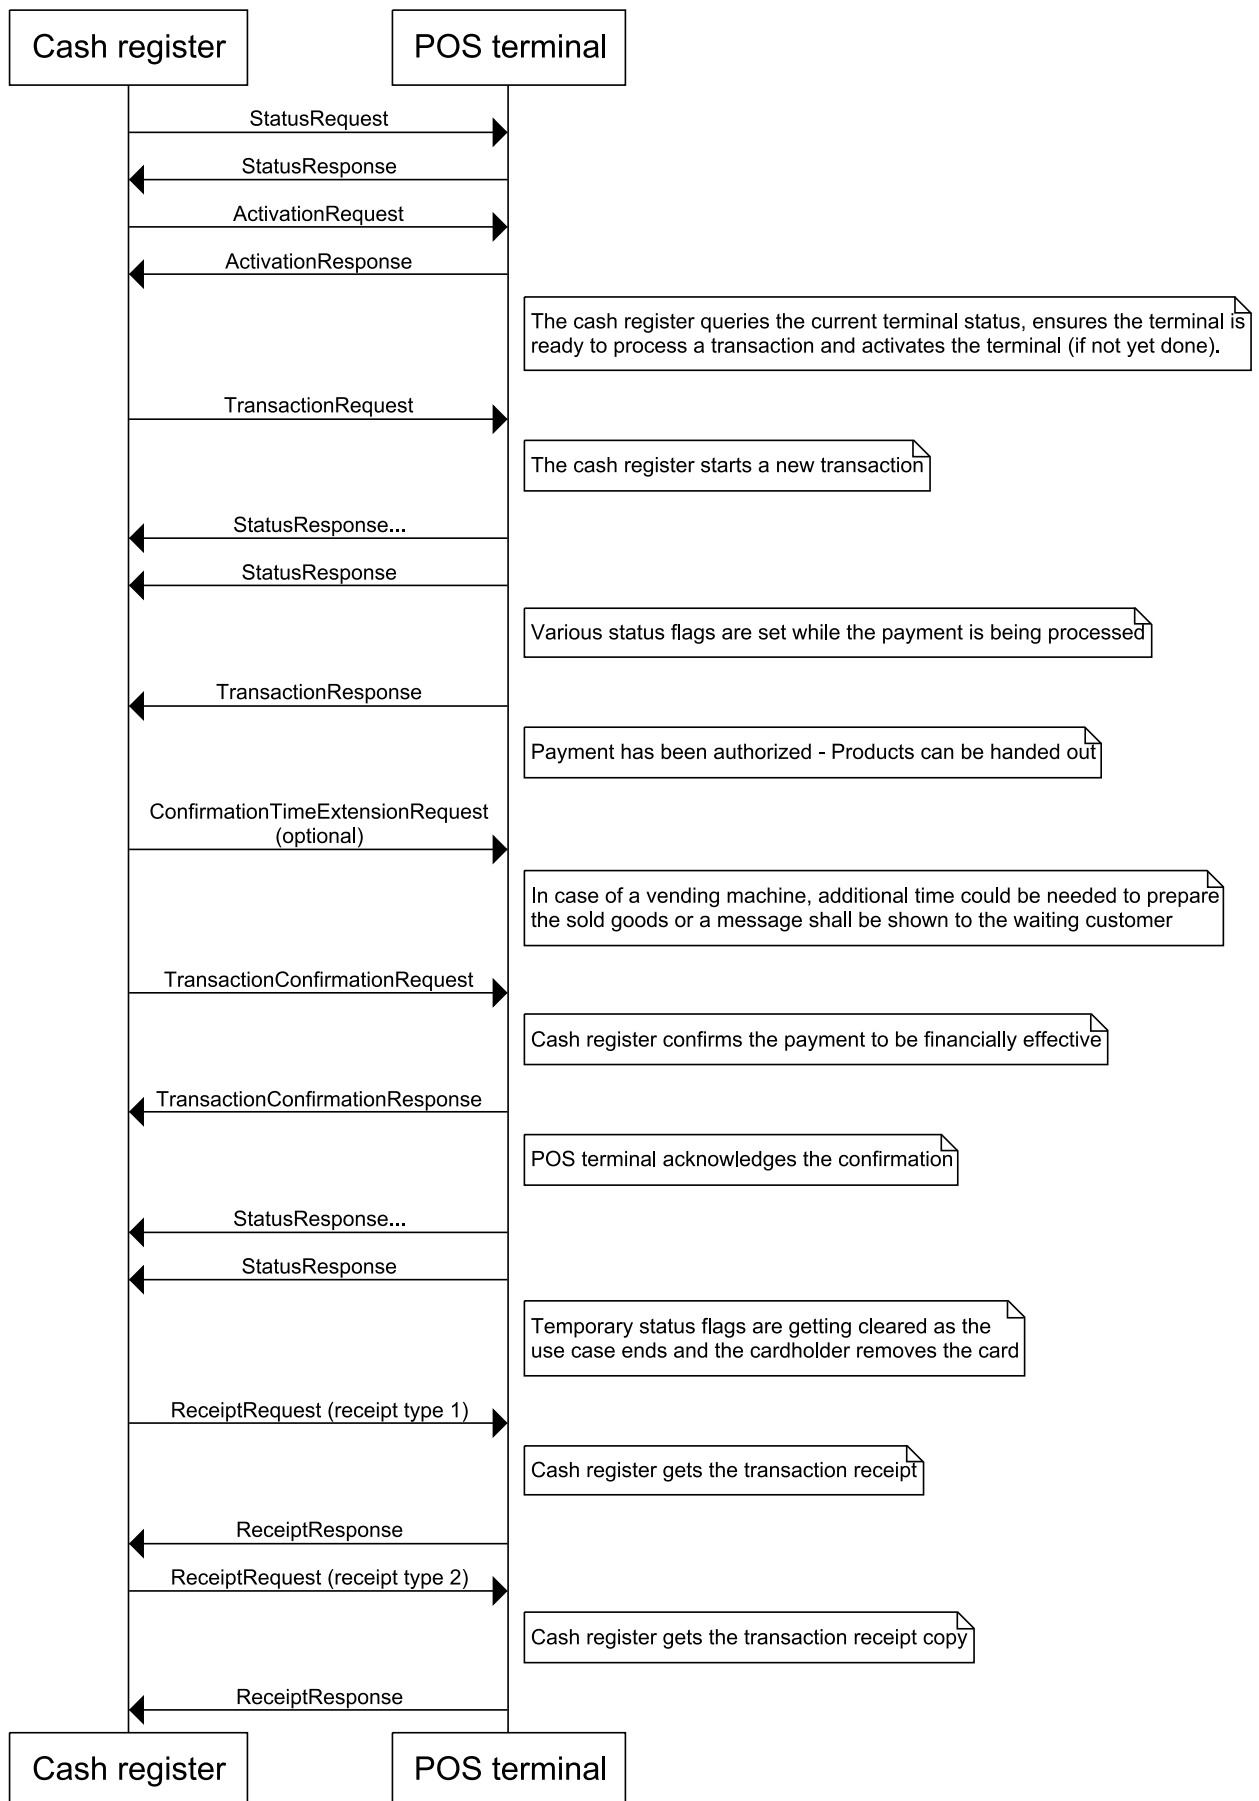 Cash register
POS terminal
StatusRequest
StatusResponse
ActivationRequest
ActivationResponse
The cash register queries the current terminal status, ensures the terminal is
ready to process a transaction and activates the terminal (if not yet done).
TransactionRequest
The cash register starts a new transaction
StatusResponse...
StatusResponse
Various status flags are set while the payment is being processed
TransactionResponse
Payment has been authorized - Products can be handed out
ConfirmationTimeExtensionRequest
(optional)
In case of a vending machine, additional time could be needed to prepare
the sold goods or a message shall be shown to the waiting customer
TransactionConfirmationRequest
Cash register confirms the payment to be financially effective
TransactionConfirmationResponse
POS terminal acknowledges the confirmation
StatusResponse...
StatusResponse
Temporary status flags are getting cleared as the
use case ends and the cardholder removes the card
ReceiptRequest (receipt type 1)
Cash register gets the transaction receipt
ReceiptResponse
ReceiptRequest (receipt type 2)
Cash register gets the transaction receipt copy
ReceiptResponse
Cash register
POS terminal